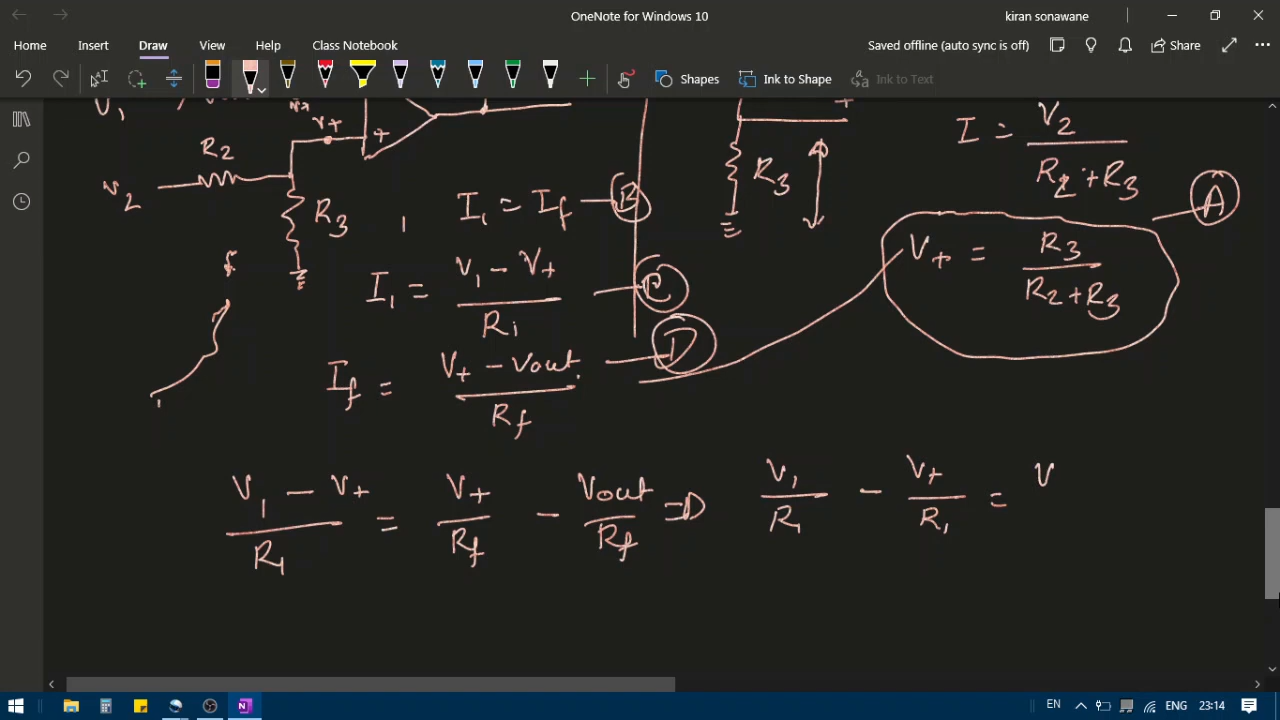 OneNote for Windows 10
kiran sonawane
Home Insert Draw View Help Class Notebook
Saved offline (auto sync is off)
Share
Shapes
Ink to Shape
Ink to Text
V1
V+
+
R2
v2
R3
+
R3
I = V2 / R2 + R3
A
I1 = If
B
V+ = R3 / R2 + R3
I1 = V1 - V+ / R1
C
If = V+ - Vout / Rf
D
V1 - V+ / R1 = V+ / Rf - Vout / Rf ⇒ V1 / R1 - V+ / R1 = V
EN
ENG
23:14